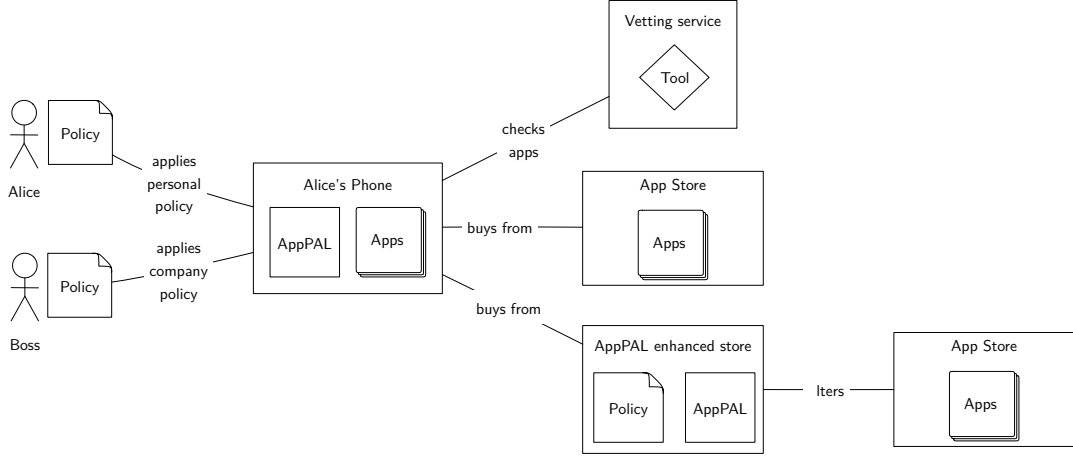 Vetting service
Tool
Policy
Alice
applies
personal
policy
checks
apps
Alice's Phone
AppPAL
Apps
App Store
Apps
buys from
Policy
Boss
applies
company
policy
buys from
AppPAL enhanced store
Policy
AppPAL
lters
App Store
Apps